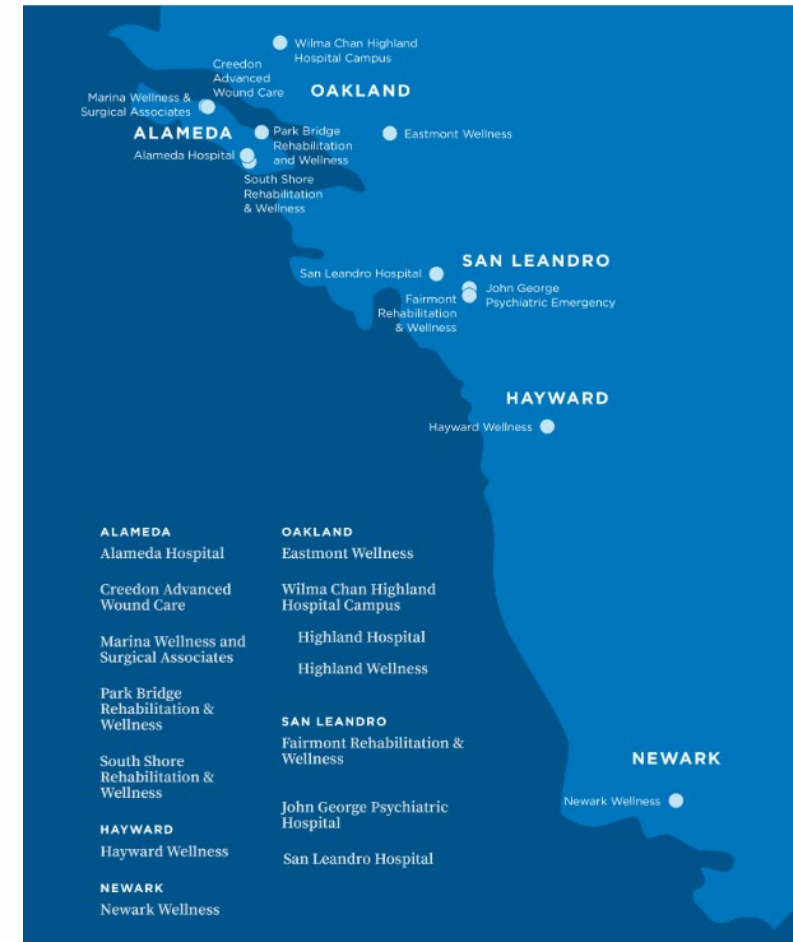 Wilma Chan Highland
Hospital Campus
Creedon
Advanced
Wound Care
OAKLAND
Marina Wellness &
Surgical Associates
ALAMEDA
Park Bridge
Rehabilitation
and Wellness
Eastmont Wellness
Alameda Hospital
South Shore
Rehabilitation
& Wellness
SAN LEANDRO
San Leandro Hospital
John George
Psychiatric Emergency
Fairmont
Rehabilitation
& Wellness
HAYWARD
Hayward Wellness
NEWARK
Newark Wellness
ALAMEDA
Alameda Hospital
Creedon Advanced
Wound Care
Marina Wellness and
Surgical Associates
Park Bridge
Rehabilitation &
Wellness
South Shore
Rehabilitation &
Wellness
HAYWARD
Hayward Wellness
NEWARK
Newark Wellness
OAKLAND
Eastmont Wellness
Wilma Chan Highland
Hospital Campus
Highland Hospital
Highland Wellness
SAN LEANDRO
Fairmont Rehabilitation &
Wellness
John George Psychiatric
Hospital
San Leandro Hospital